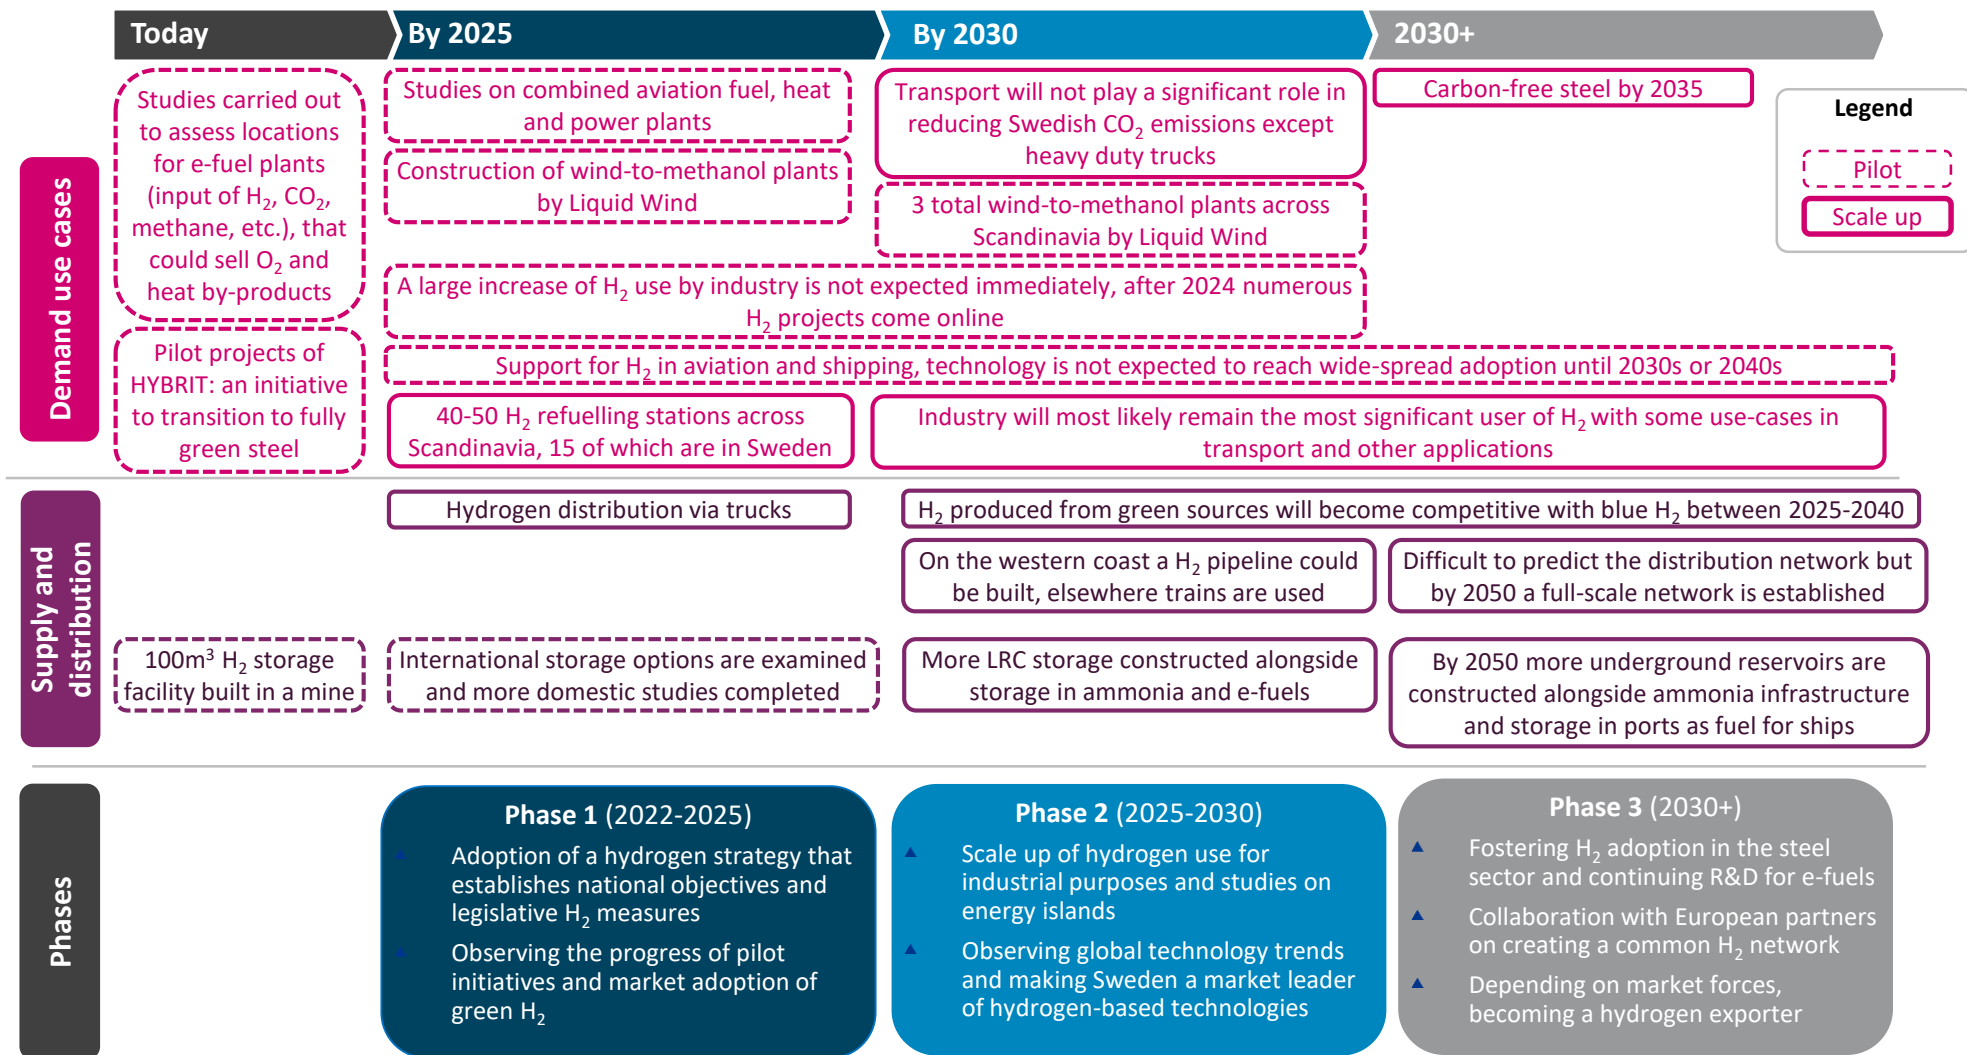 Today
By 2025
By 2030
2030+
Demand use cases
Studies carried out
to assess locations
for e-fuel plants
(input of H₂, CO₂,
methane, etc.), that
could sell O₂ and
heat by-products
Pilot projects of
HYBRIT: an initiative
to transition to fully
green steel
Studies on combined aviation fuel, heat
and power plants
Construction of wind-to-methanol plants
by Liquid Wind
Transport will not play a significant role in
reducing Swedish CO₂ emissions except
heavy duty trucks
3 total wind-to-methanol plants across
Scandinavia by Liquid Wind
Carbon-free steel by 2035
A large increase of H₂ use by industry is not expected immediately, after 2024 numerous
H₂ projects come online
Support for H₂ in aviation and shipping, technology is not expected to reach wide-spread adoption until 2030s or 2040s
40-50 H₂ refuelling stations across
Scandinavia, 15 of which are in Sweden
Industry will most likely remain the most significant user of H₂ with some use-cases in
transport and other applications
Legend
Pilot
Scale up
Supply and
distribution
Hydrogen distribution via trucks
H₂ produced from green sources will become competitive with blue H₂ between 2025-2040
On the western coast a H₂ pipeline could
be built, elsewhere trains are used
Difficult to predict the distribution network but
by 2050 a full-scale network is established
100m³ H₂ storage
facility built in a mine
International storage options are examined
and more domestic studies completed
More LRC storage constructed alongside
storage in ammonia and e-fuels
By 2050 more underground reservoirs are
constructed alongside ammonia infrastructure
and storage in ports as fuel for ships
Phases
Phase 1 (2022-2025)
Adoption of a hydrogen strategy that
establishes national objectives and
legislative H₂ measures
Observing the progress of pilot
initiatives and market adoption of
green H₂
Phase 2 (2025-2030)
Scale up of hydrogen use for
industrial purposes and studies on
energy islands
Observing global technology trends
and making Sweden a market leader
of hydrogen-based technologies
Phase 3 (2030+)
Fostering H₂ adoption in the steel
sector and continuing R&D for e-fuels
Collaboration with European partners
on creating a common H₂ network
Depending on market forces,
becoming a hydrogen exporter